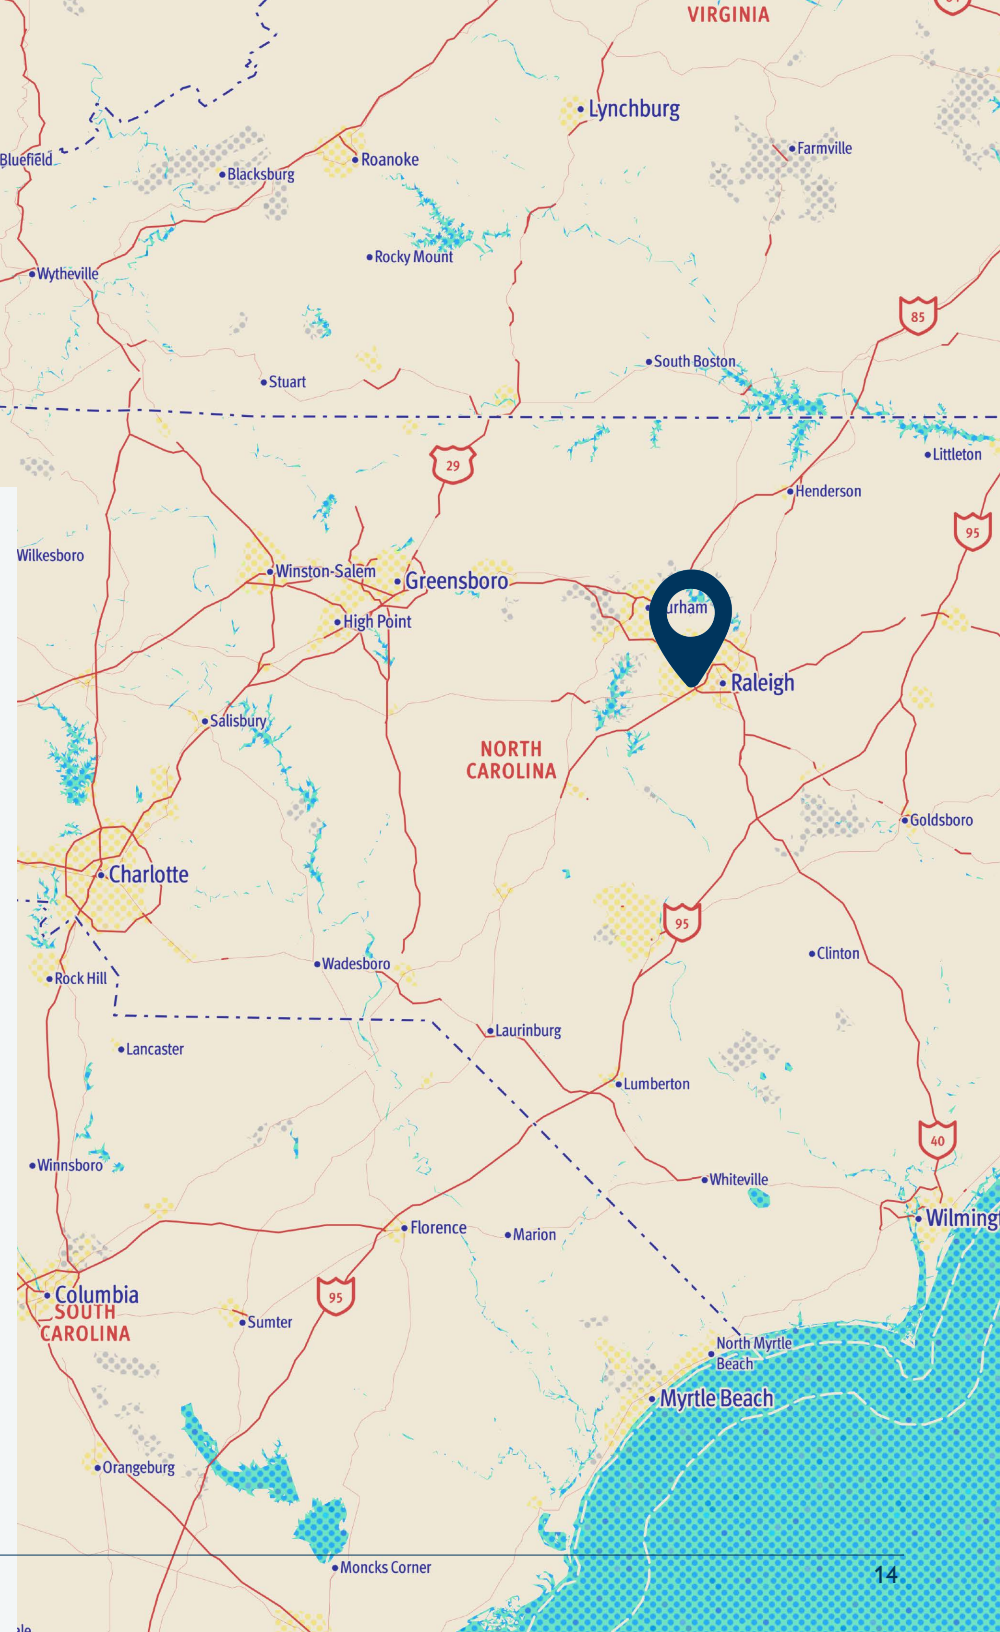 VIRGINIA
Lynchburg
Farmville
Bluefield
Roanoke
Blacksburg
Rocky Mount
Wytheville
85
South Boston
Stuart
29
Littleton
Henderson
95
Wilkesboro
Winston-Salem
Greensboro
urham
High Point
Raleigh
Salisbury
NORTH
CAROLINA
Goldsboro
Charlotte
95
Clinton
Wadesboro
Rock Hill
Laurinburg
Lancaster
Lumberton
40
Winnsboro
Whiteville
Wilmingt
Florence
Marion
Columbia
95
SOUTH
CAROLINA
Sumter
North Myrtle
Beach
Myrtle Beach
Orangeburg
Moncks Corner
14